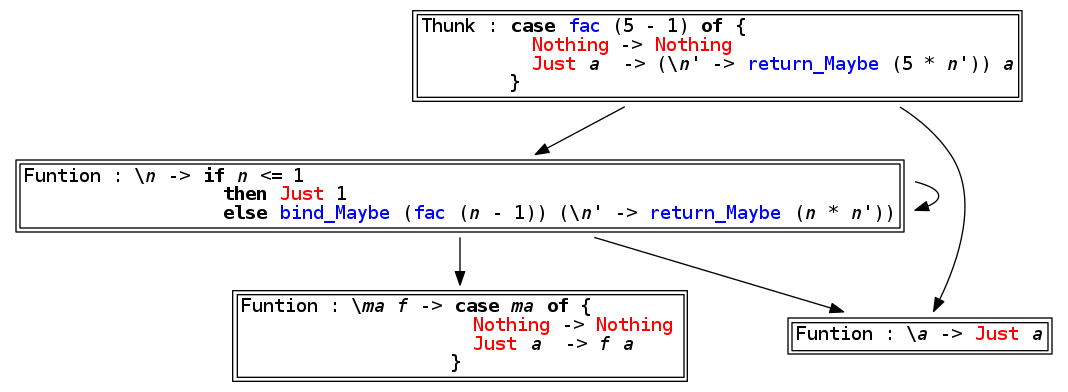 Thunk : case fac (5 - 1) of {
Nothing -> Nothing
Just a  -> (\n' -> return_Maybe (5 * n')) a
}
Funtion : \n -> if n <= 1
then Just 1
else bind_Maybe (fac (n - 1)) (\n' -> return_Maybe (n * n'))
Funtion : \ma f -> case ma of {
Nothing -> Nothing
Just a  -> f a
}
Funtion : \a -> Just a